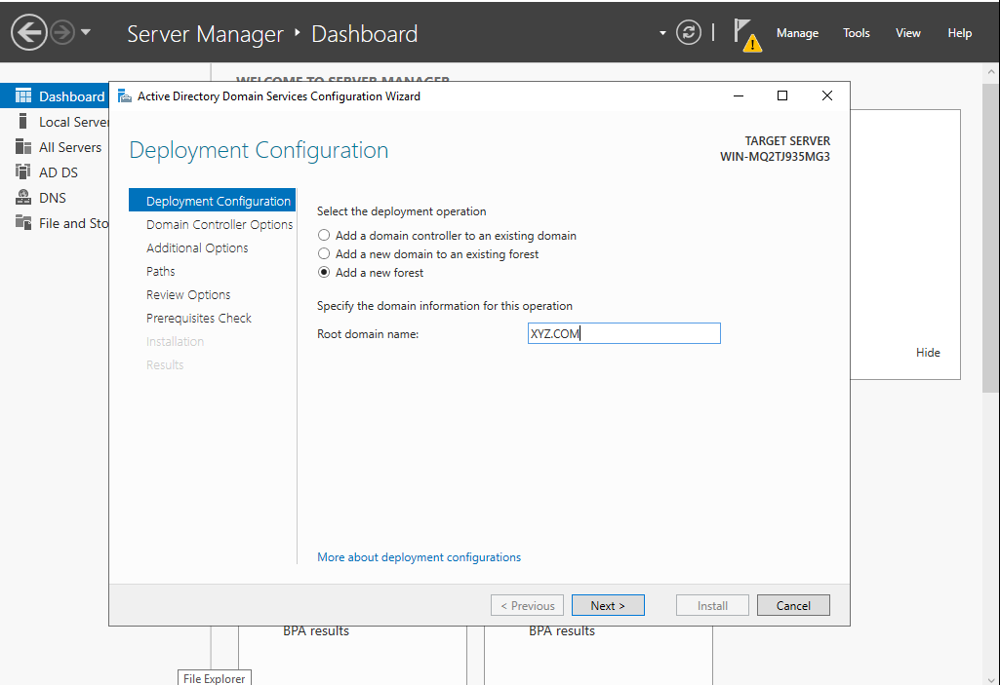 Server Manager ‣ Dashboard
Manage Tools View Help
WELCOME TO SERVER MANAGER
Dashboard
Local Server
All Servers
AD DS
DNS
File and Sto
Active Directory Domain Services Configuration Wizard
Deployment Configuration
TARGET SERVER
WIN-MQ2TJ935MG3
Deployment Configuration
Domain Controller Options
Additional Options
Paths
Review Options
Prerequisites Check
Installation
Results
Select the deployment operation
Add a domain controller to an existing domain
Add a new domain to an existing forest
Add a new forest
Specify the domain information for this operation
Root domain name: XYZ.COM
More about deployment configurations
< Previous Next > Install Cancel
Hide
BPA results BPA results
File Explorer